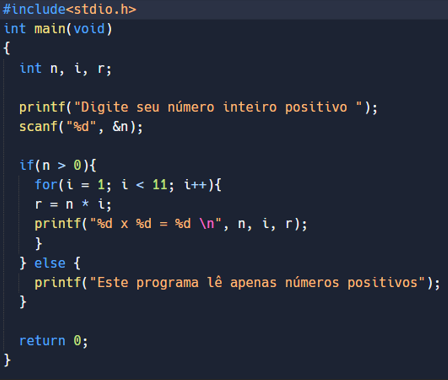 #include<stdio.h>
int main(void)
{
  int n, i, r;

  printf("Digite seu número inteiro positivo ");
  scanf("%d", &n);

  if(n > 0){
    for(i = 1; i < 11; i++){
    r = n * i;
    printf("%d x %d = %d \n", n, i, r);
    }
  } else {
    printf("Este programa lê apenas números positivos");
  }

  return 0;
}